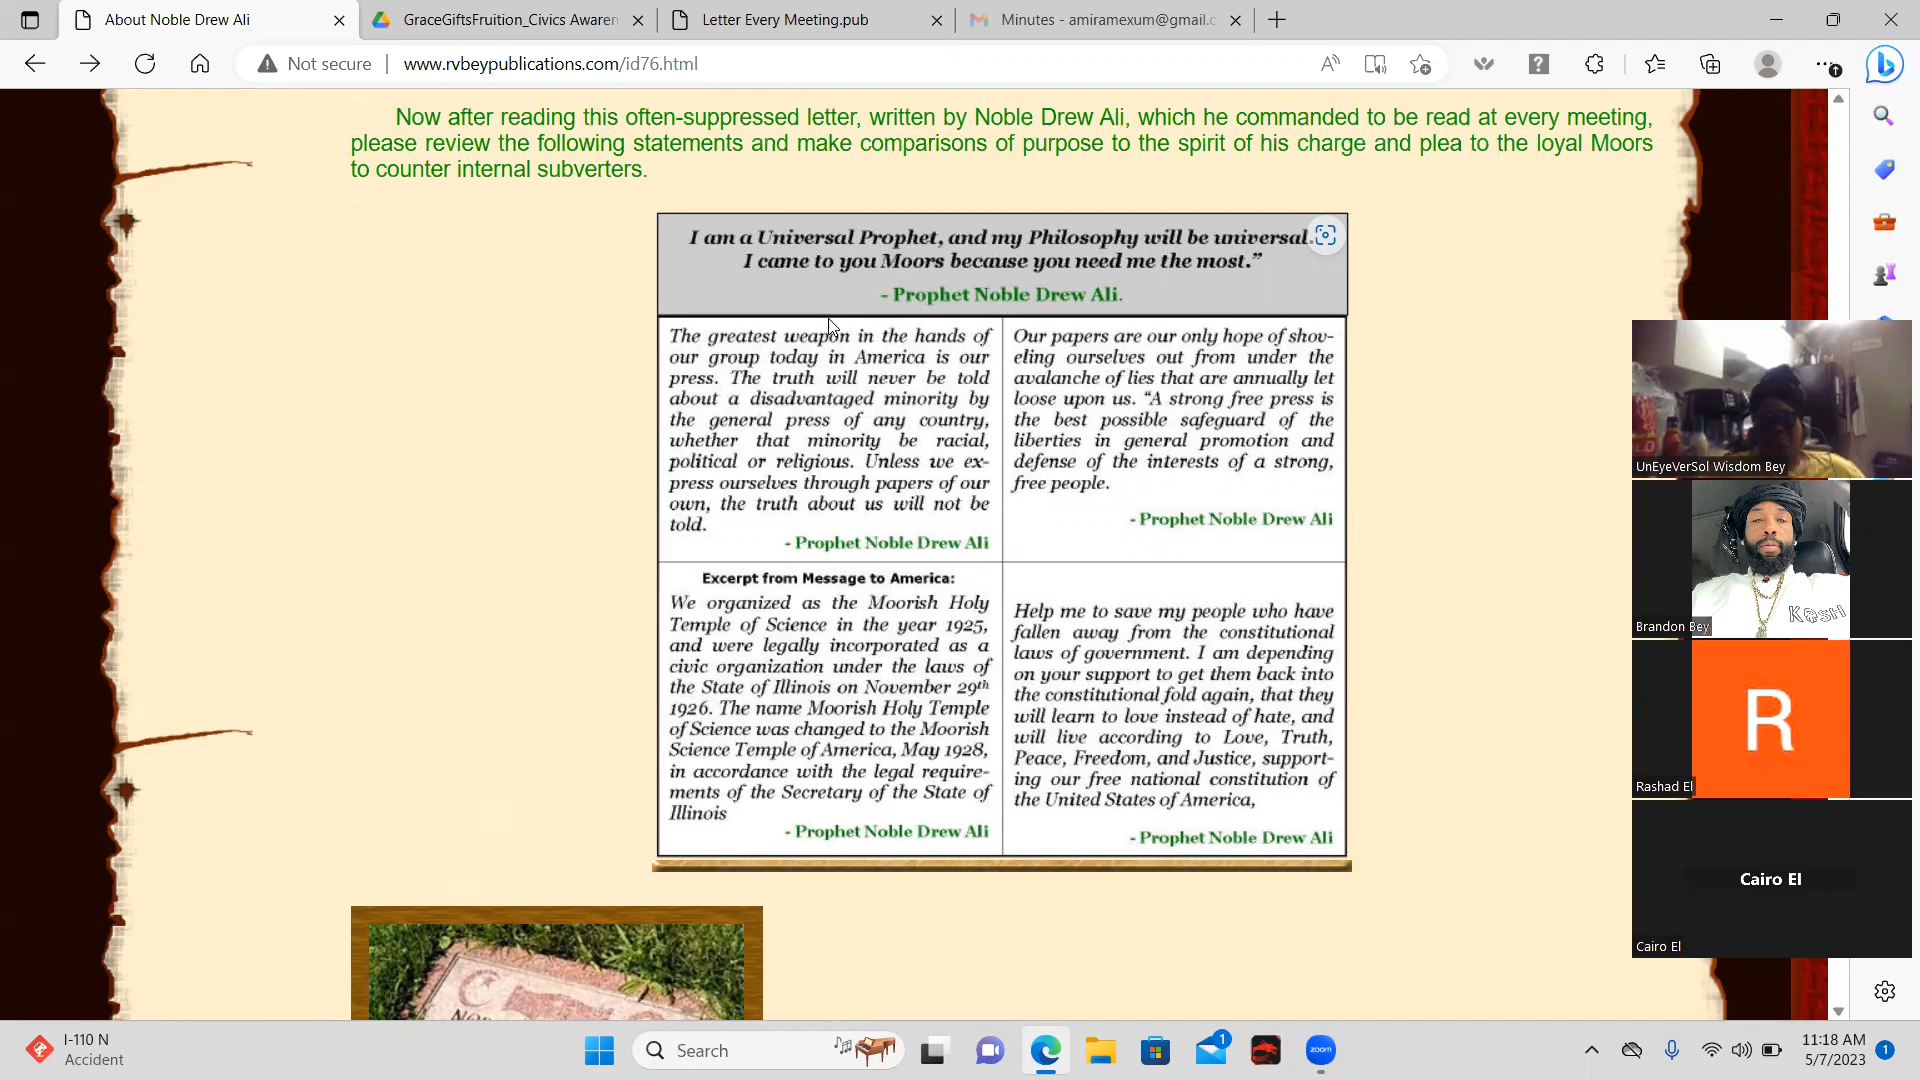 About Noble Drew Ali
GraceGiftsFruition_Civics Awaren
Letter Every Meeting.pub
Minutes - amiramexum@gmail.c
Not secure
www.rvbeypublications.com/id76.html
Now after reading this often-suppressed letter, written by Noble Drew Ali, which he commanded to be read at every meeting,
please review the following statements and make comparisons of purpose to the spirit of his charge and plea to the loyal Moors
to counter internal subverters.
I am a Universal Prophet, and my Philosophy will be universal.
I came to you Moors because you need me the most.”
- Prophet Noble Drew Ali.
The greatest weapon in the hands of
our group today in America is our
press. The truth will never be told
about a disadvantaged minority by
the general press of any country,
whether that minority be racial,
political or religious. Unless we ex-
press ourselves through papers of our
own, the truth about us will not be
told.
- Prophet Noble Drew Ali
Our papers are our only hope of shov-
eling ourselves out from under the
avalanche of lies that are annually let
loose upon us. “A strong free press is
the best possible safeguard of the
liberties in general promotion and
defense of the interests of a strong,
free people.
- Prophet Noble Drew Ali
Excerpt from Message to America:
We organized as the Moorish Holy
Temple of Science in the year 1925,
and were legally incorporated as a
civic organization under the laws of
the State of Illinois on November 29th
1926. The name Moorish Holy Temple
of Science was changed to the Moorish
Science Temple of America, May 1928,
in accordance with the legal require-
ments of the Secretary of the State of
Illinois
- Prophet Noble Drew Ali
Help me to save my people who have
fallen away from the constitutional
laws of government. I am depending
on your support to get them back into
the constitutional fold again, that they
will learn to love instead of hate, and
will live according to Love, Truth,
Peace, Freedom, and Justice, support-
ing our free national constitution of
the United States of America,
- Prophet Noble Drew Ali
UnEyeVerSol Wisdom Bey
K@SH
Brandon Bey
R
Rashad El
Cairo El
Cairo El
I-110 N
Accident
Search
1
zoom
11:18 AM
5/7/2023
1